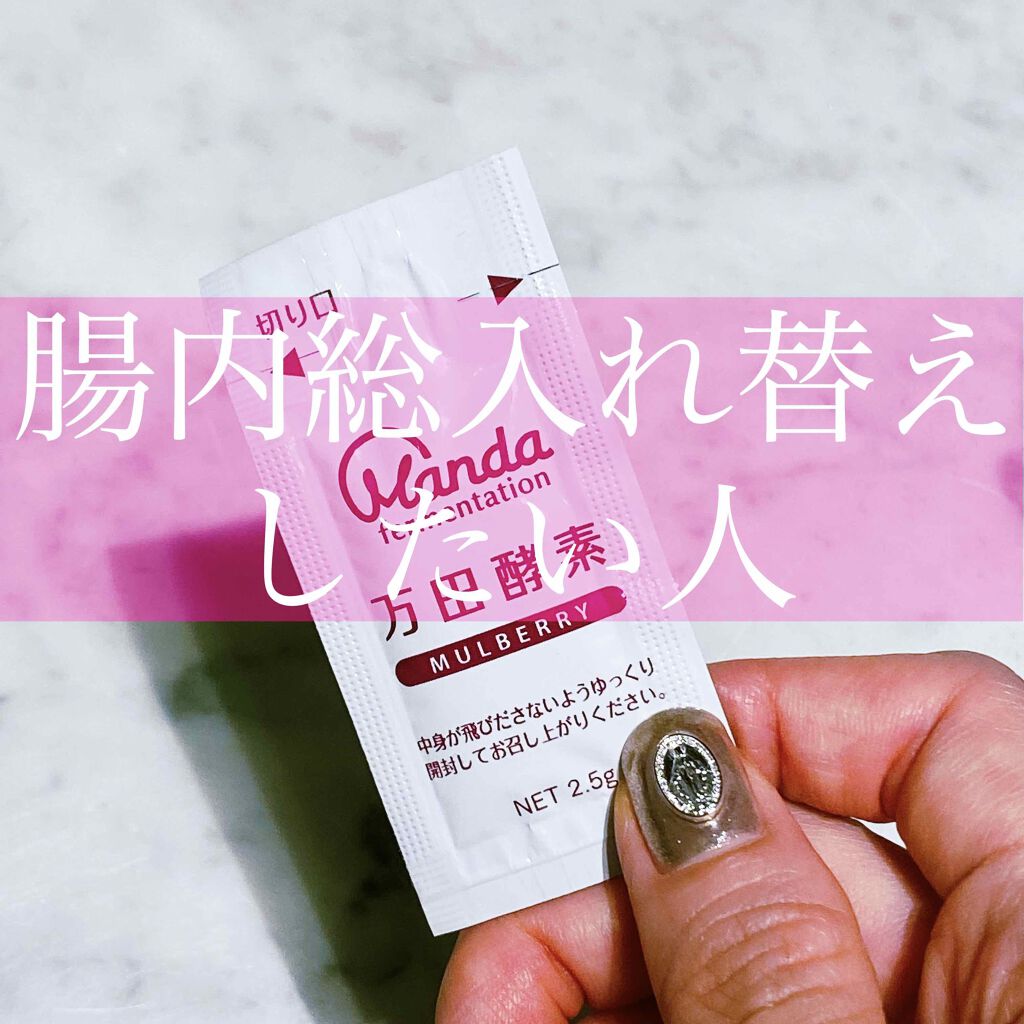 腸内総入れ替え
したい人
切り口
Manda
fermentation
万田酵素
MULBERRY
中身が飛びださないようゆっくり
開封してお召し上がりください。
NET 2.5g